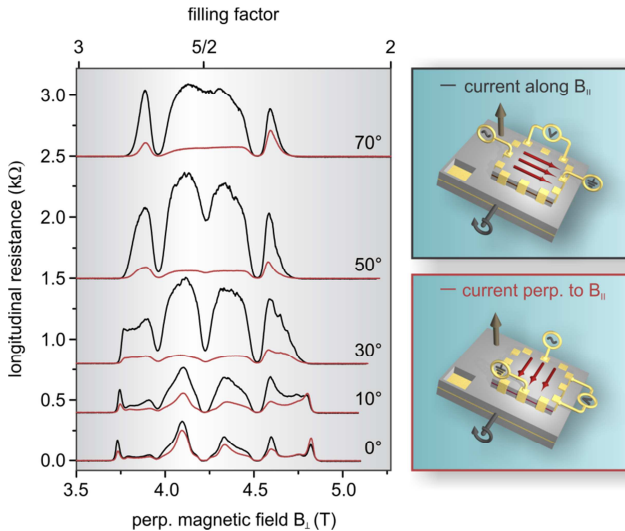 filling factor
3 5/2 2
longitudinal resistance (kΩ)
3.0
2.5
2.0
1.5
1.0
0.5
0.0
70°
50°
30°
10°
0°
3.5 4.0 4.5 5.0
perp. magnetic field B⊥ (T)
— current along B||
~ V
— current perp. to B||
~